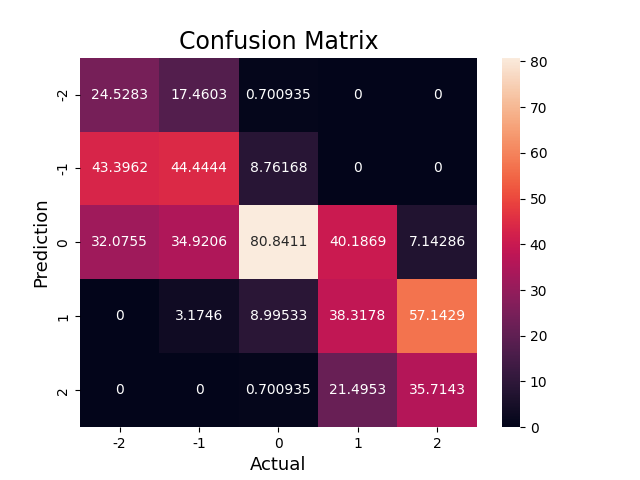 Confusion Matrix
-2 24.5283 17.4603 0.700935 0 0
-1 43.3962 44.4444 8.76168 0 0
0 32.0755 34.9206 80.8411 40.1869 7.14286
1 0 3.1746 8.99533 38.3178 57.1429
2 0 0 0.700935 21.4953 35.7143
-2 -1 0 1 2
Prediction
Actual
80
70
60
50
40
30
20
10
0